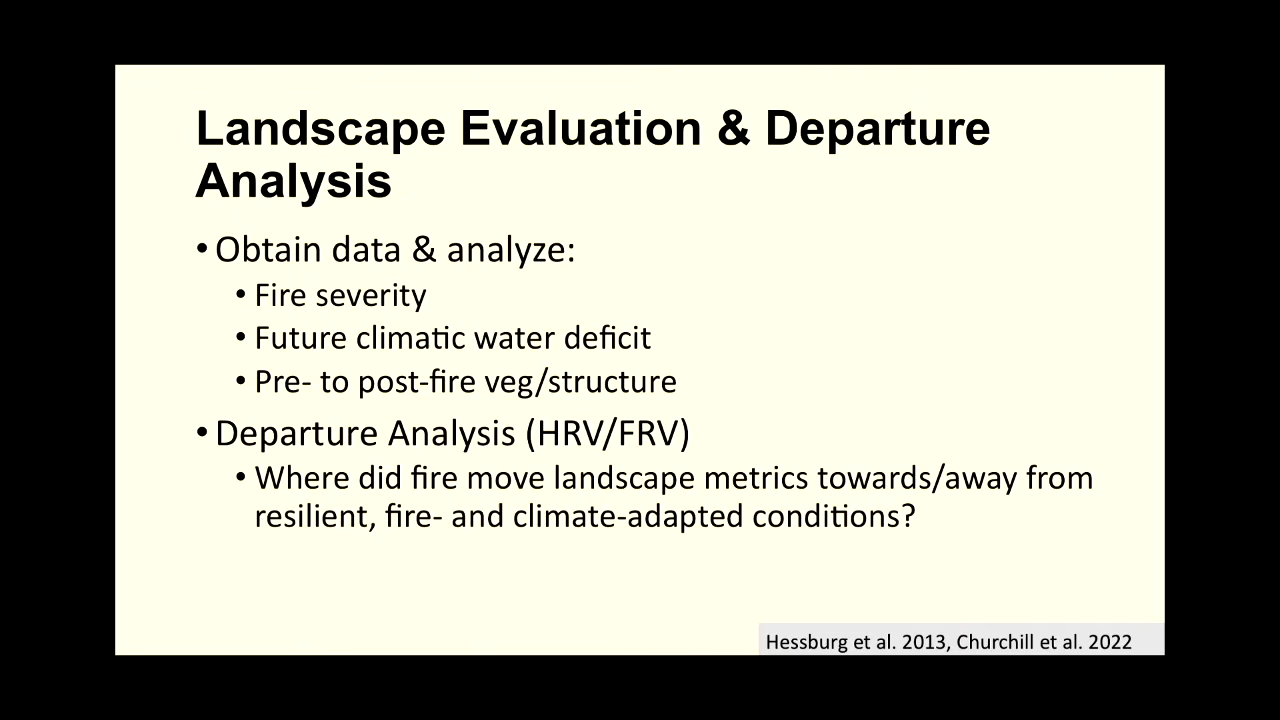 Landscape Evaluation & Departure
Analysis
• Obtain data & analyze:
• Fire severity
• Future climatic water deficit
• Pre- to post-fire veg/structure
• Departure Analysis (HRV/FRV)
• Where did fire move landscape metrics towards/away from
resilient, fire- and climate-adapted conditions?
Hessburg et al. 2013, Churchill et al. 2022